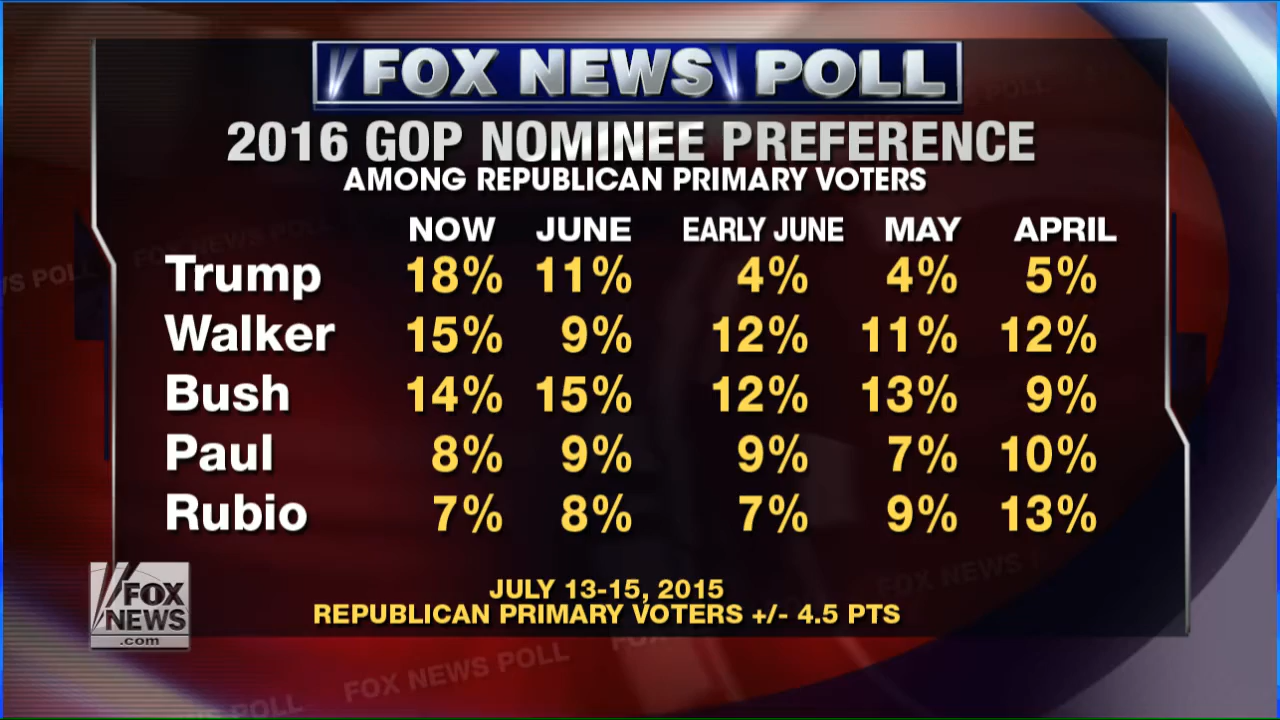 FOX NEWS POLL
2016 GOP NOMINEE PREFERENCE
AMONG REPUBLICAN PRIMARY VOTERS
NOW JUNE EARLY JUNE MAY APRIL
Trump 18% 11% 4% 4% 5%
Walker 15% 9% 12% 11% 12%
Bush 14% 15% 12% 13% 9%
Paul 8% 9% 9% 7% 10%
Rubio 7% 8% 7% 9% 13%
JULY 13-15, 2015
REPUBLICAN PRIMARY VOTERS +/- 4.5 PTS
FOX
NEWS
.com
FOX NEWS POLL